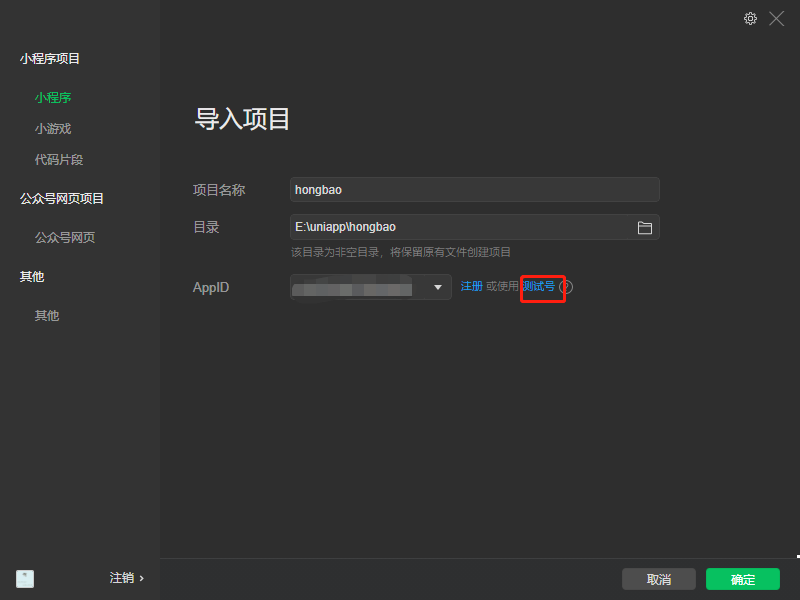 小程序项目
小程序
小游戏
代码片段
公众号网页项目
公众号网页
其他
其他
注销 ›
导入项目
项目名称 hongbao
目录 E:\uniapp\hongbao
该目录为非空目录，将保留原有文件创建项目
AppID 注册 或使用 测试号 ?
取消 确定